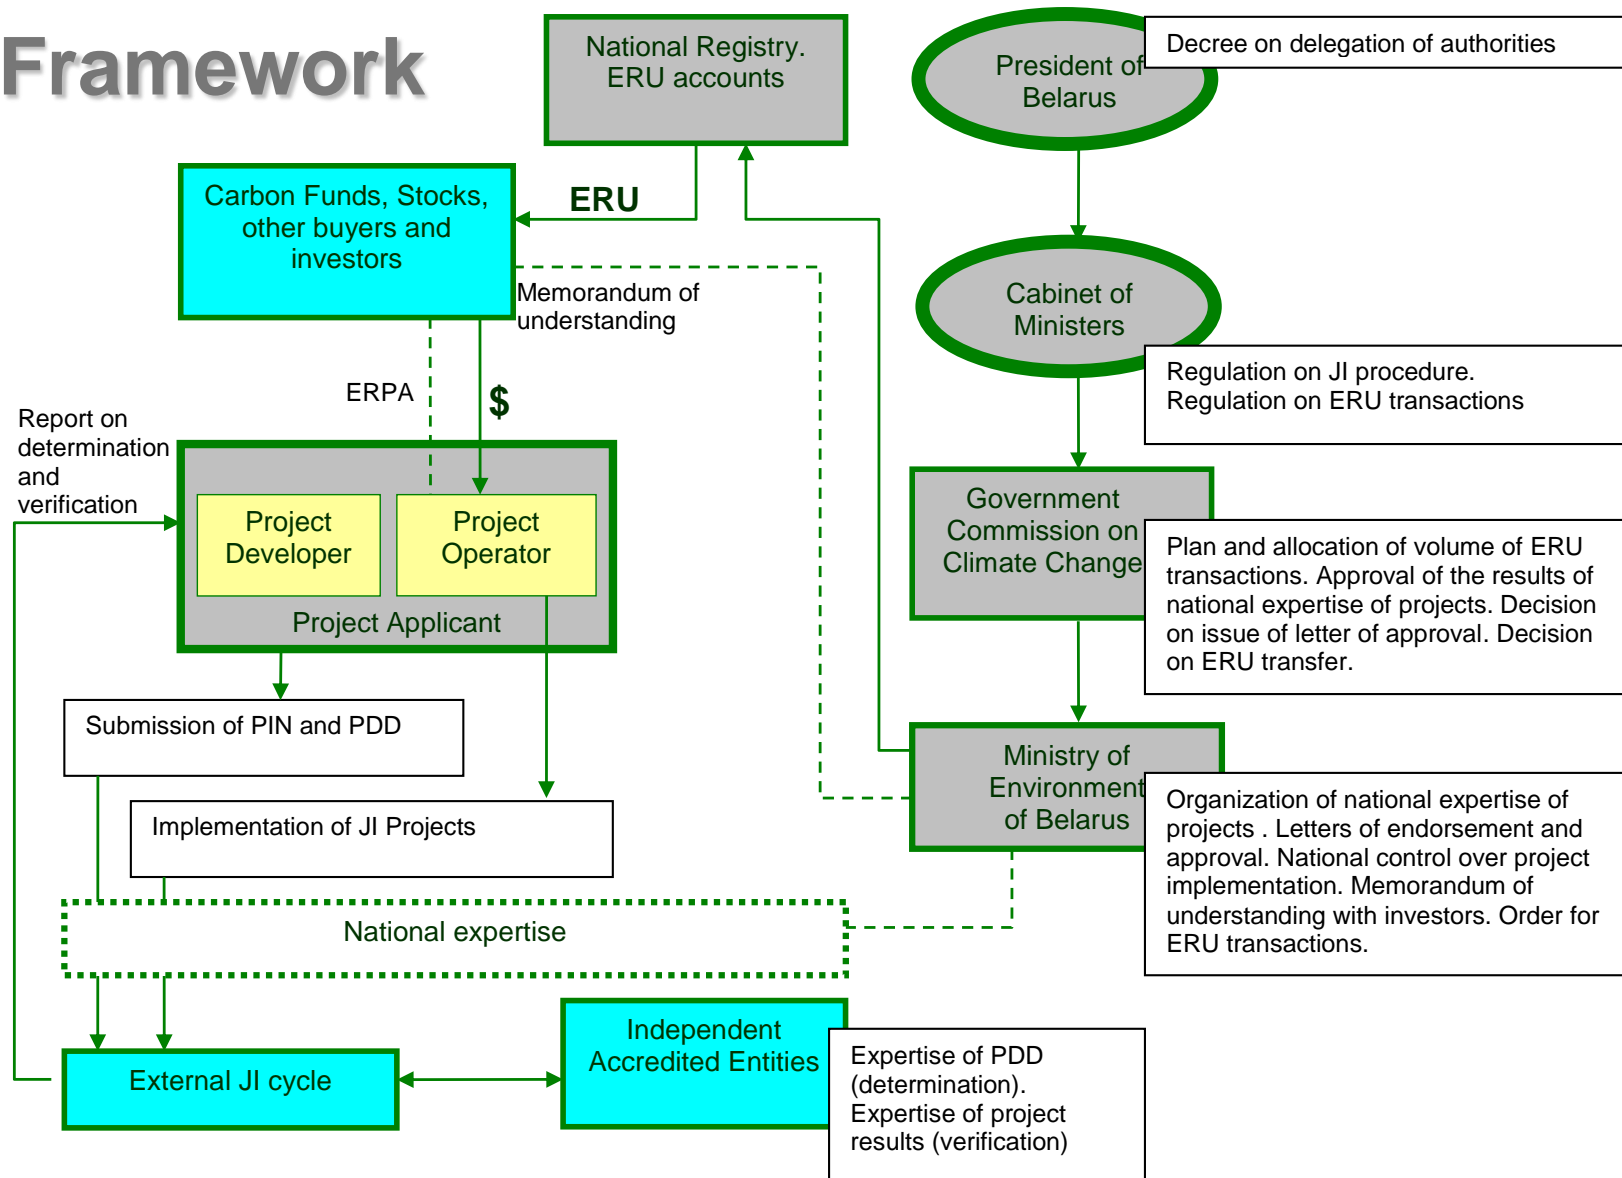 Framework
National Registry.
ERU accounts
President of
Belarus
Decree on delegation of authorities
Carbon Funds, Stocks,
other buyers and
investors
ERU
Memorandum of
understanding
Cabinet of
Ministers
Regulation on JI procedure.
Regulation on ERU transactions
ERPA
$
Report on
determination
and
verification
Project
Developer
Project
Operator
Project Applicant
Government
Commission on
Climate Change
Plan and allocation of volume of ERU
transactions. Approval of the results of
national expertise of projects. Decision
on issue of letter of approval. Decision
on ERU transfer.
Submission of PIN and PDD
Implementation of JI Projects
Ministry of
Environment
of Belarus
Organization of national expertise of
projects . Letters of endorsement and
approval. National control over project
implementation. Memorandum of
understanding with investors. Order for
ERU transactions.
National expertise
External JI cycle
Independent
Accredited Entities
Expertise of PDD
(determination).
Expertise of project
results (verification)